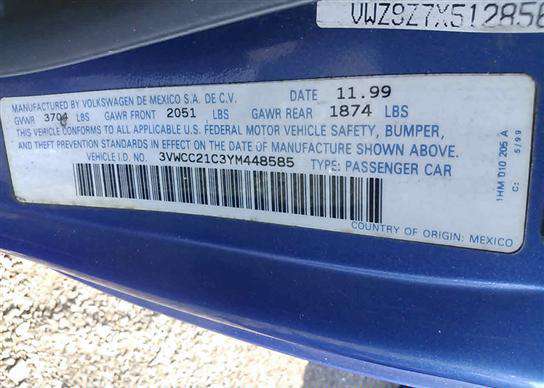 VWZ9Z7X512856
MANUFACTURED BY VOLKSWAGEN DE MEXICO S.A. DE C.V. DATE 11.99
GVWR 3704 LBS GAWR FRONT 2051 LBS GAWR REAR 1874 LBS
THIS VEHICLE CONFORMS TO ALL APPLICABLE U.S. FEDERAL MOTOR VEHICLE SAFETY, BUMPER,
AND THEFT PREVENTION STANDARDS IN EFFECT ON THE DATE OF MANUFACTURE SHOWN ABOVE
VEHICLE I.D. NO. 3VWCC21C3YM448585 TYPE: PASSENGER CAR
COUNTRY OF ORIGIN: MEXICO
1HM 010 205 A
C: 5/99